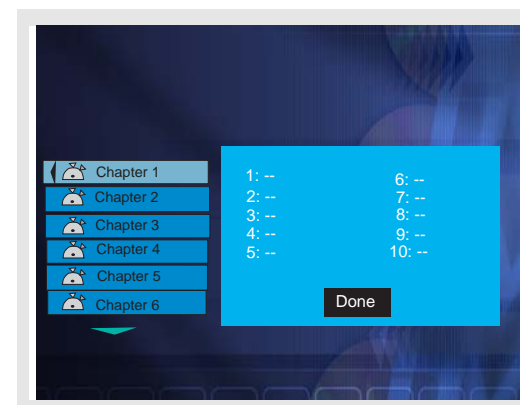 Chapter 1
Chapter 2
Chapter 3
Chapter 4
Chapter 5
Chapter 6
1: --
2: --
3: --
4: --
5: --
6: --
7: --
8: --
9: --
10: --
Done